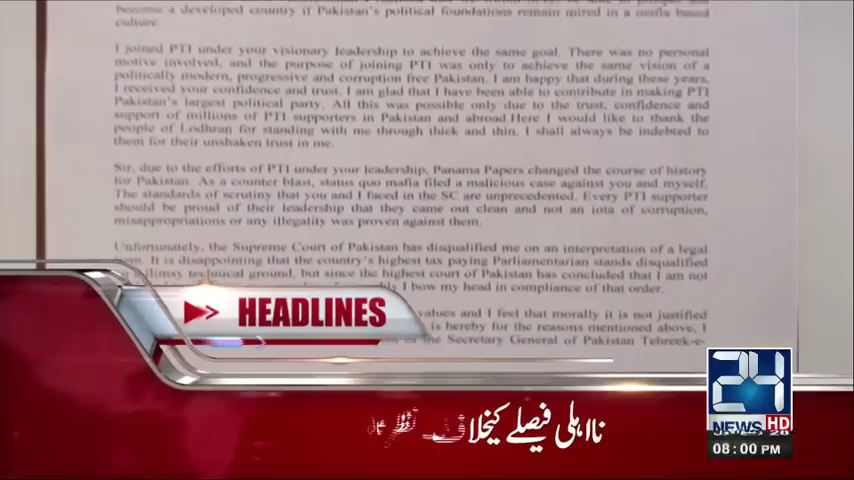 become a developed country if Pakistan's political foundations remain mired in a mafia based
culture.
I joined PTI under your visionary leadership to achieve the same goal. There was no personal
motive involved, and the purpose of joining PTI was only to achieve the same vision of a
politically modern, progressive and corruption free Pakistan. I am happy that during these years,
I received your confidence and trust. I am glad that I have been able to contribute in making PTI
Pakistan's largest political party. All this was possible only due to the trust, confidence and
support of millions of PTI supporters in Pakistan and abroad.Here I would like to thank the
people of Lodhran for standing with me through thick and thin. I shall always be indebted to
them for their unshaken trust in me.
Sir, due to the efforts of PTI under your leadership, Panama Papers changed the course of history
for Pakistan. As a counter blast, status quo mafia filed a malicious case against you and myself.
The standards of scrutiny that you and I faced in the SC are unprecedented. Every PTI supporter
should be proud of their leadership that they came out clean and not an iota of corruption,
misappropriations or any illegality was proven against them.
Unfortunately, the Supreme Court of Pakistan has disqualified me on an interpretation of a legal
It is disappointing that the country's highest tax paying Parliamentarian stands disqualified
flimsy technical ground, but since the highest court of Pakistan has concluded that I am not
I bow my head in compliance of that order.
values and I feel that morally it is not justified
is hereby for the reasons mentioned above, I
the Secretary General of Pakistan Tehreek-e-
HEADLINES
نااہلی فیصلے کیخلاف نظر
24
NEWS HD
08:00 PM